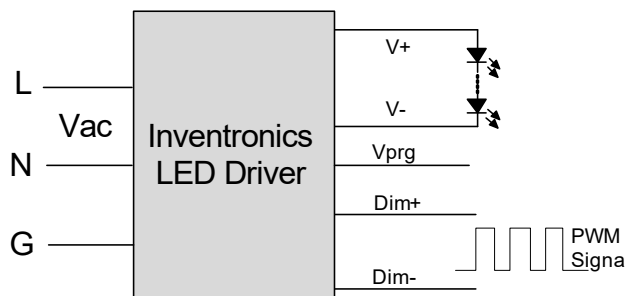 L
Vac
N
G
Inventronics
LED Driver
V+
V-
Vprg
Dim+
Dim-
PWM
Signa